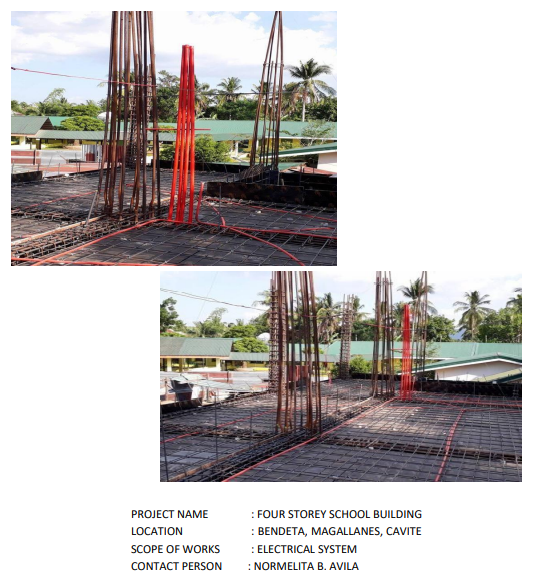 PROJECT NAME : FOUR STOREY SCHOOL BUILDING
LOCATION : BENDETA, MAGALLANES, CAVITE
SCOPE OF WORKS : ELECTRICAL SYSTEM
CONTACT PERSON : NORMELITA B. AVILA